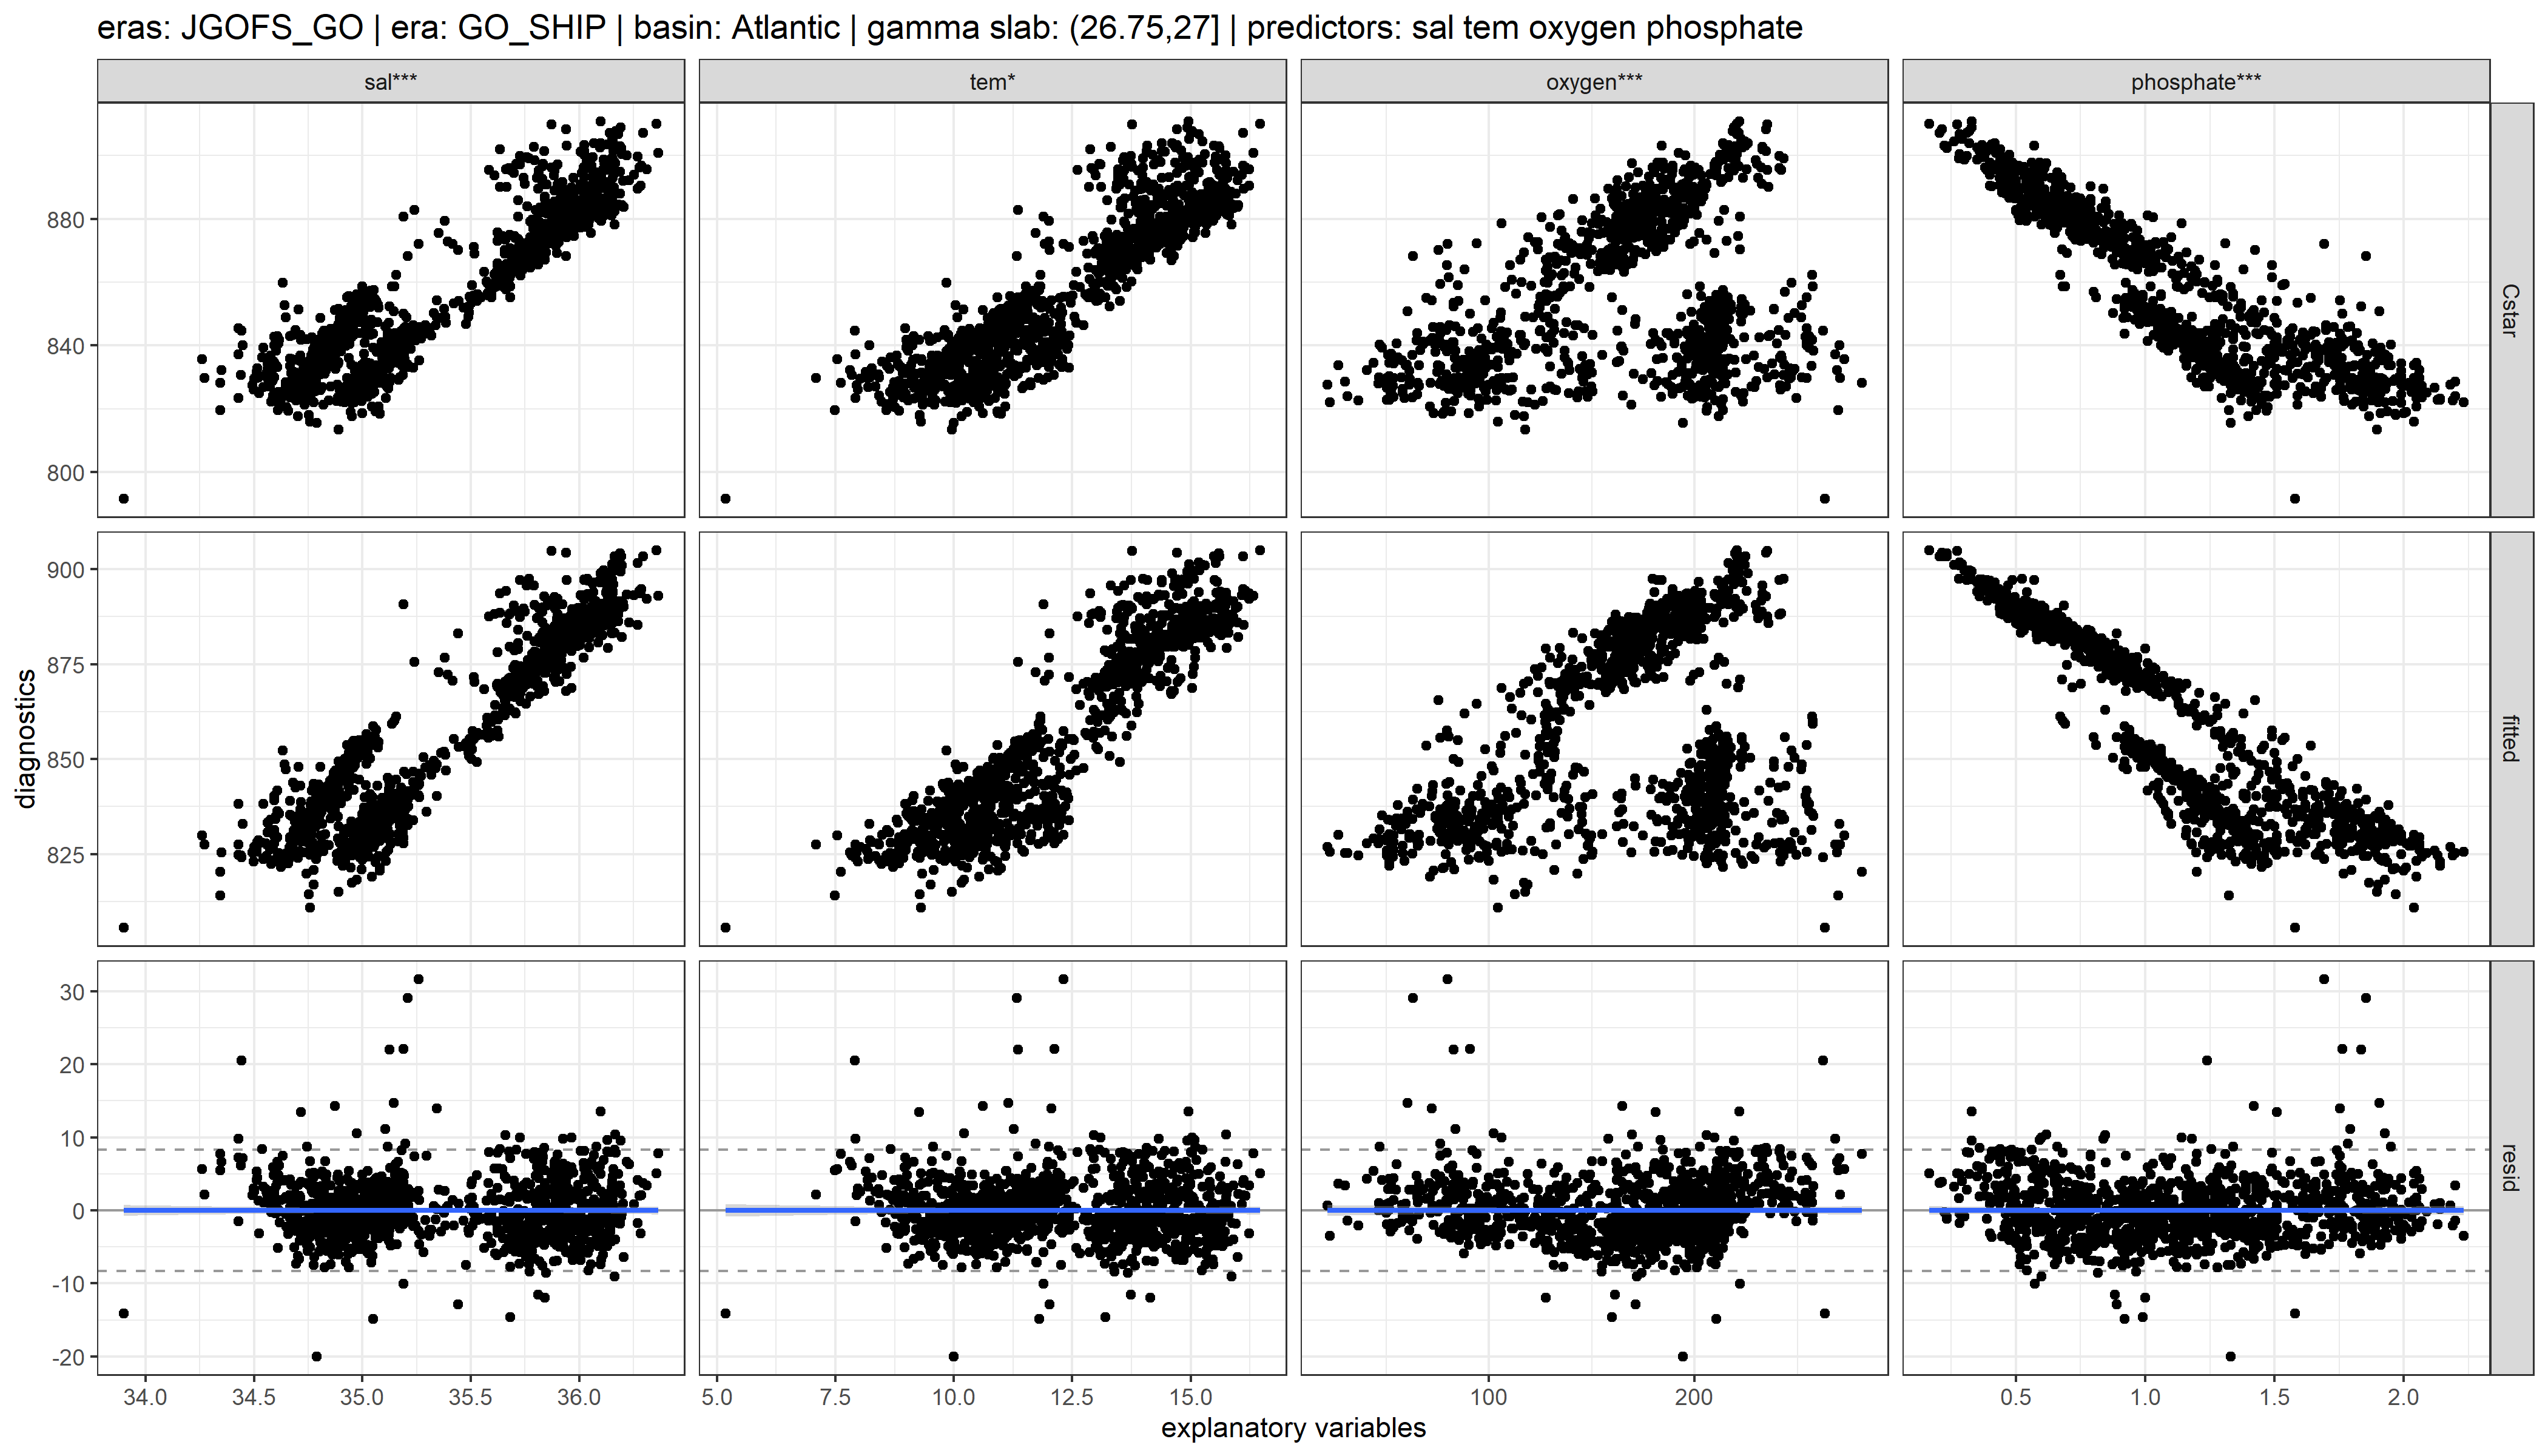 eras: JGOFS_GO | era: GO_SHIP | basin: Atlantic | gamma slab: (26.75,27] | predictors: sal tem oxygen phosphate
sal*** tem* oxygen*** phosphate***
880
840
800
Cstar
900
875
850
825
fitted
diagnostics
30
20
10
0
-10
-20
resid
34.0 34.5 35.0 35.5 36.0 5.0 7.5 10.0 12.5 15.0 100 200 0.5 1.0 1.5 2.0
explanatory variables